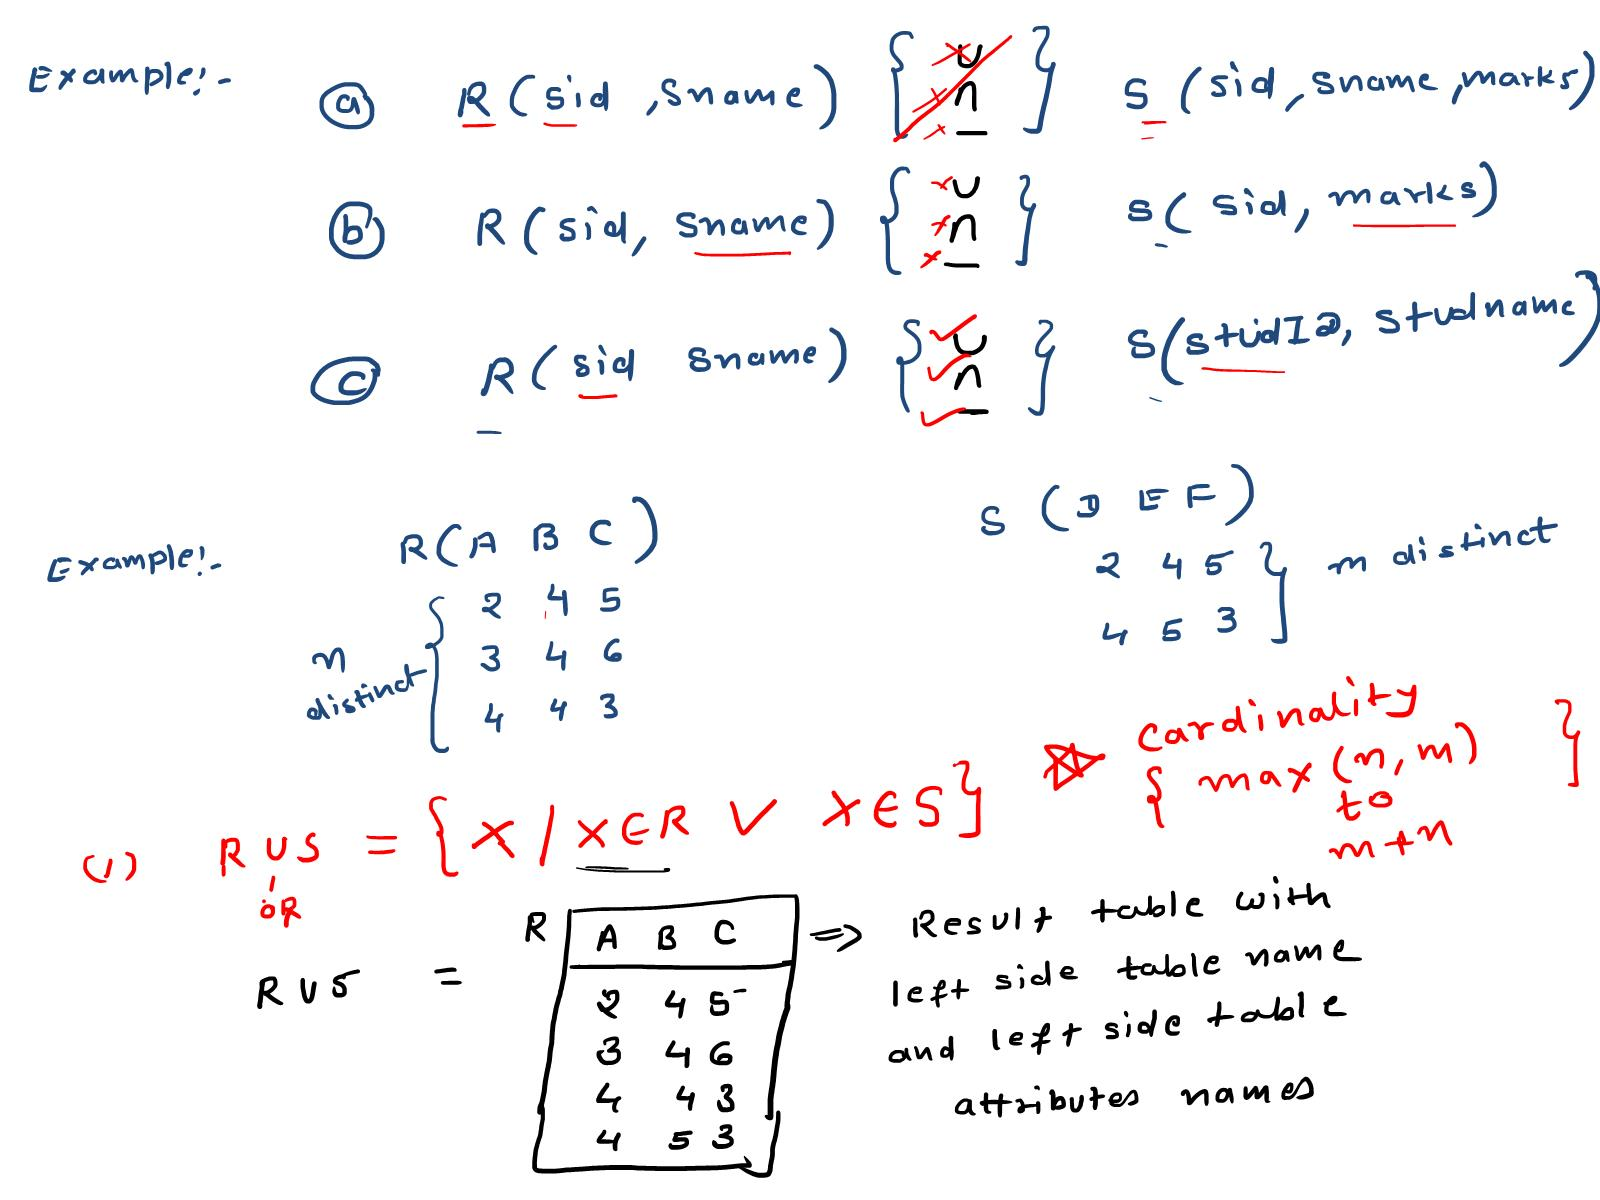 Example:-
(a) R(sid, sname) { ∪ ∩ − } S(sid, sname, marks)
(b) R(sid, sname) { ∪ ∩ − } S(sid, marks)
(c) R(sid sname) { ∪ ∩ − } S(studId, studname)
Example:-
R(A B C)
n distinct
2 4 5
3 4 6
4 4 3
S(D E F)
2 4 5
4 5 3
m distinct
(1) R ∪ S = {x / x∈R ∨ x∈S}
OR
cardinality
{ max(n, m) }
to
m+n
R ∪ S =
R
A B C
2 4 5
3 4 6
4 4 3
4 5 3
⇒ Result table with
left side table name
and left side table
attributes names